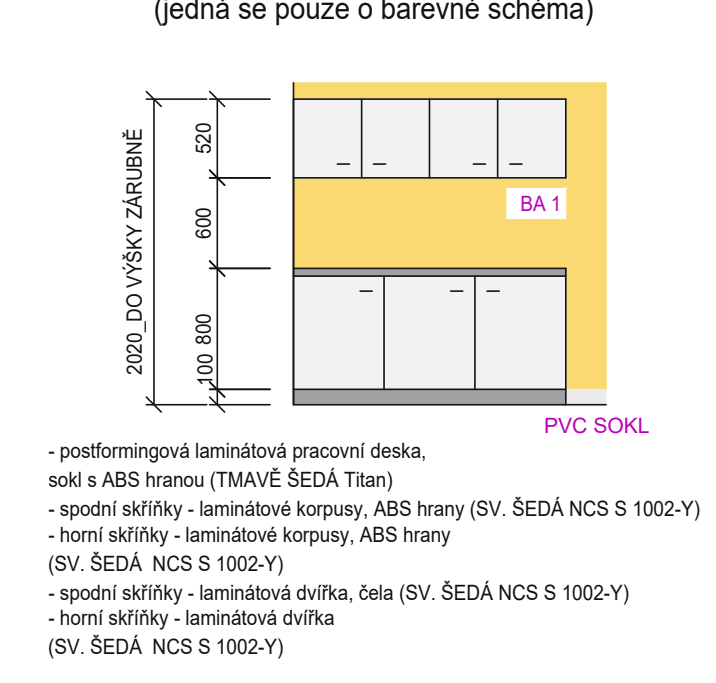 (jedná se pouze o barevné schéma)
520
600
800
100
2020_DO VÝŠKY ZÁRUBNĚ
BA 1
PVC SOKL
- postformingová laminátová pracovní deska,
sokl s ABS hranou (TMAVĚ ŠEDÁ Titan)
- spodní skříňky - laminátové korpusy, ABS hrany (SV. ŠEDÁ NCS S 1002-Y)
- horní skříňky - laminátové korpusy, ABS hrany
(SV. ŠEDÁ  NCS S 1002-Y)
- spodní skříňky - laminátová dvířka, čela (SV. ŠEDÁ NCS S 1002-Y)
- horní skříňky - laminátová dvířka
(SV. ŠEDÁ  NCS S 1002-Y)